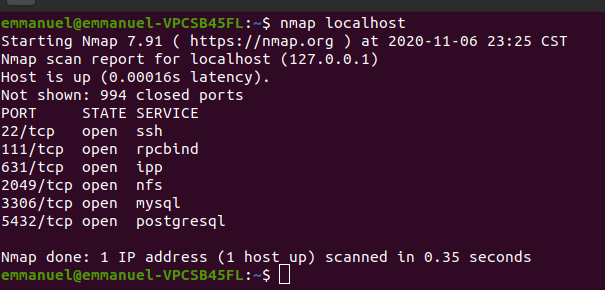 emmanuel@emmanuel-VPCSB45FL:~$ nmap localhost
Starting Nmap 7.91 ( https://nmap.org ) at 2020-11-06 23:25 CST
Nmap scan report for localhost (127.0.0.1)
Host is up (0.00016s latency).
Not shown: 994 closed ports
PORT     STATE SERVICE
22/tcp   open  ssh
111/tcp  open  rpcbind
631/tcp  open  ipp
2049/tcp open  nfs
3306/tcp open  mysql
5432/tcp open  postgresql
Nmap done: 1 IP address (1 host up) scanned in 0.35 seconds
emmanuel@emmanuel-VPCSB45FL:~$